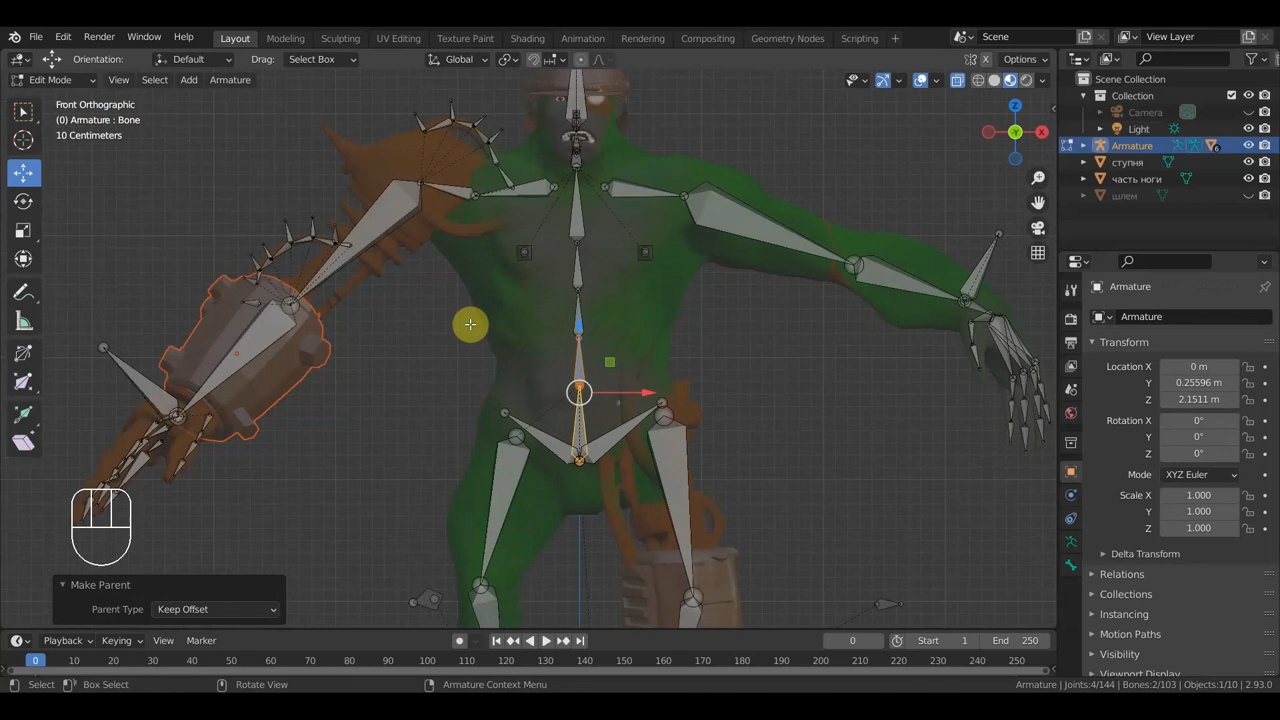 File Edit Render Window Help Layout Modeling Sculpting UV Editing Texture Paint Shading Animation Rendering Compositing Geometry Nodes Scripting + Scene View Layer
Orientation: Default Drag: Select Box Global X Options
Edit Mode View Select Add Armature
Front Orthographic
(0) Armature : Bone
10 Centimeters
Z
X
Y
Scene Collection
Collection
Camera
Light
Armature 6
ступня
часть ноги
шлем
Armature
Armature
Transform
Location X 0 m
Y 0.25596 m
Z 2.1511 m
Rotation X 0°
Y 0°
Z 0°
Mode XYZ Euler
Scale X 1.000
Y 1.000
Z 1.000
Delta Transform
Relations
Collections
Instancing
Motion Paths
Visibility
Viewport Display
Make Parent
Parent Type Keep Offset
Playback Keying View Marker 0 Start 1 End 250
0 10 20 30 40 50 60 70 80 90 100 110 120 130 140 150 160 170 180 190 200 210 220 230 240 250
Select Box Select Rotate View Armature Context Menu Armature | Joints:4/144 | Bones:2/103 | Objects:1/10 | 2.93.0